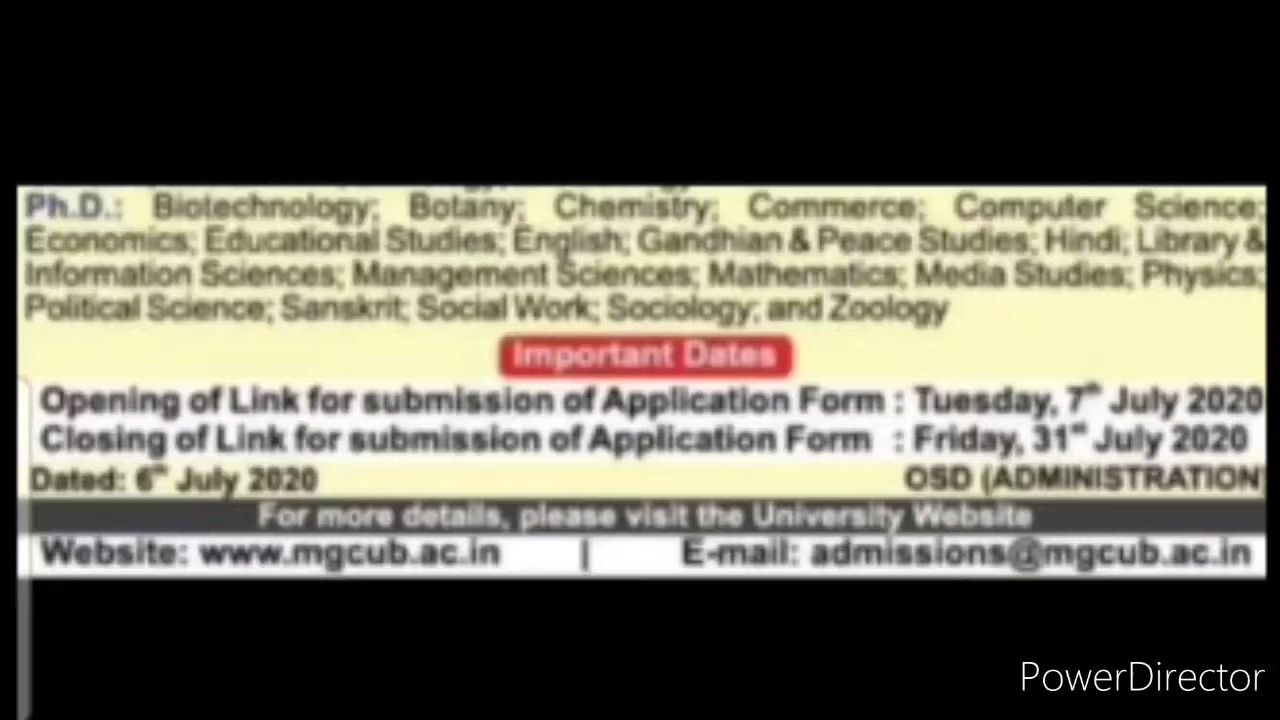 Ph.D.: Biotechnology; Botany; Chemistry; Commerce; Computer Science;
Economics; Educational Studies; English; Gandhian & Peace Studies; Hindi; Library &
Information Sciences; Management Sciences; Mathematics; Media Studies; Physics;
Political Science; Sanskrit; Social Work; Sociology; and Zoology
Important Dates
Opening of Link for submission of Application Form : Tuesday, 7th July 2020
Closing of Link for submission of Application Form : Friday, 31st July 2020
Dated: 6th July 2020 OSD (ADMINISTRATION)
For more details, please visit the University Website
Website: www.mgcub.ac.in | E-mail: admissions@mgcub.ac.in
PowerDirector